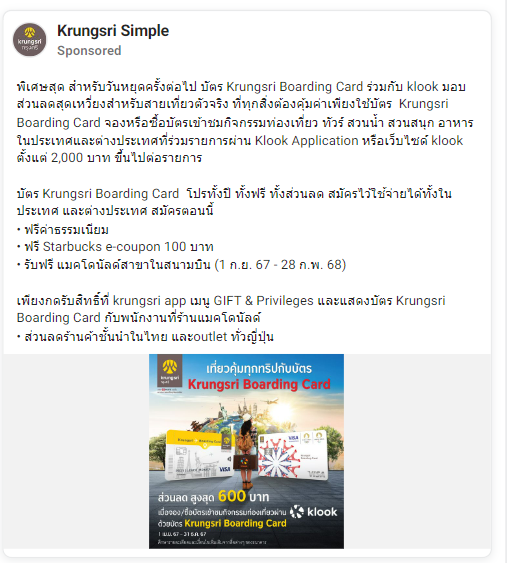 Krungsri Simple
Sponsored
krungsri
กรุงศรี
พิเศษสุด สำหรับวันหยุดครั้งต่อไป บัตร Krungsri Boarding Card ร่วมกับ klook มอบ
ส่วนลดสุดเหวี่ยงสำหรับสายเที่ยวตัวจริง ที่ทุกสิ่งต้องคุ้มค่าเพียงใช้บัตร Krungsri
Boarding Card จองหรือซื้อบัตรเข้าชมกิจกรรมท่องเที่ยว ทัวร์ สวนน้ำ สวนสนุก อาหาร
ในประเทศและต่างประเทศที่ร่วมรายการผ่าน Klook Application หรือเว็บไซต์ klook
ตั้งแต่ 2,000 บาท ขึ้นไปต่อรายการ
บัตร Krungsri Boarding Card โปรทั้งปี ทั้งฟรี ทั้งส่วนลด สมัครไว้ใช้จ่ายได้ทั้งใน
ประเทศ และต่างประเทศ สมัครตอนนี้
• ฟรีค่าธรรมเนียม
• ฟรี Starbucks e-coupon 100 บาท
• รับฟรี แมคโดนัลด์สาขาในสนามบิน (1 ก.ย. 67 - 28 ก.พ. 68)
เพียงกดรับสิทธิ์ที่ krungsri app เมนู GIFT & Privileges และแสดงบัตร Krungsri
Boarding Card กับพนักงานที่ร้านแมคโดนัลด์
• ส่วนลดร้านค้าชั้นนำในไทย และoutlet ทั่วญี่ปุ่น
krungsri
กรุงศรี
เที่ยวคุ้มทุกทริปกับบัตร
Krungsri Boarding Card
VISA
VISA
ส่วนลด สูงสุด 600 บาท
เมื่อจอง/ซื้อบัตรเข้าชมกิจกรรมท่องเที่ยวผ่าน klook
ด้วยบัตร Krungsri Boarding Card
1 เม.ย. 67 - 31 ธ.ค. 67